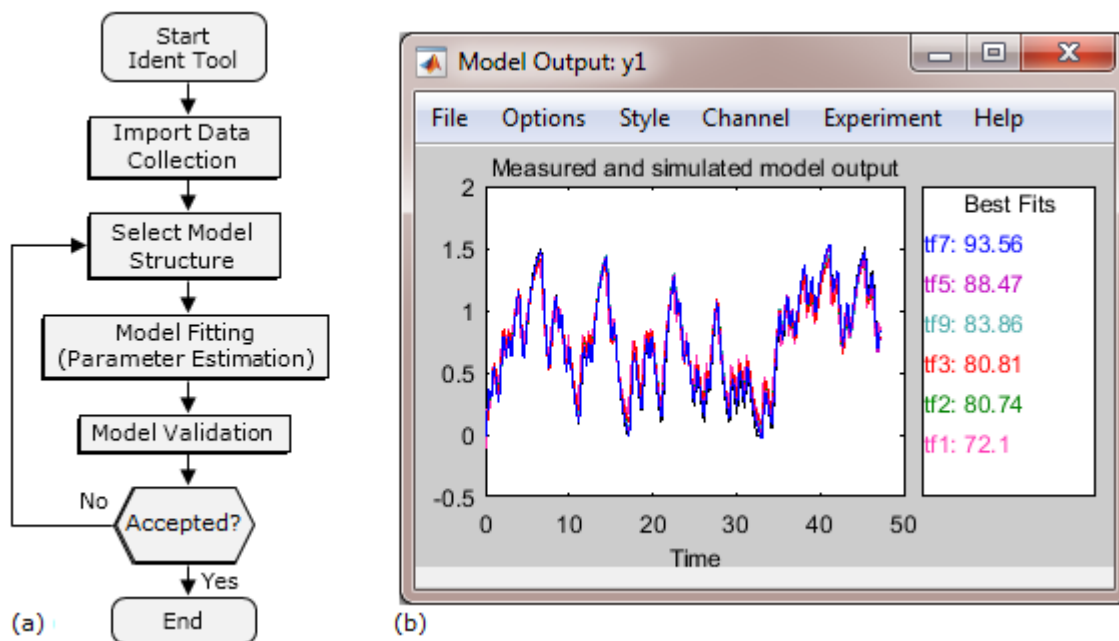 Start
Ident Tool
Import Data
Collection
Select Model
Structure
Model Fitting
(Parameter Estimation)
Model Validation
No
Accepted?
Yes
End
(a)
Model Output: y1
File Options Style Channel Experiment Help
Measured and simulated model output
2
1.5
1
0.5
0
-0.5
0 10 20 30 40 50
Time
Best Fits
tf7: 93.56
tf5: 88.47
tf9: 83.86
tf3: 80.81
tf2: 80.74
tf1: 72.1
(b)